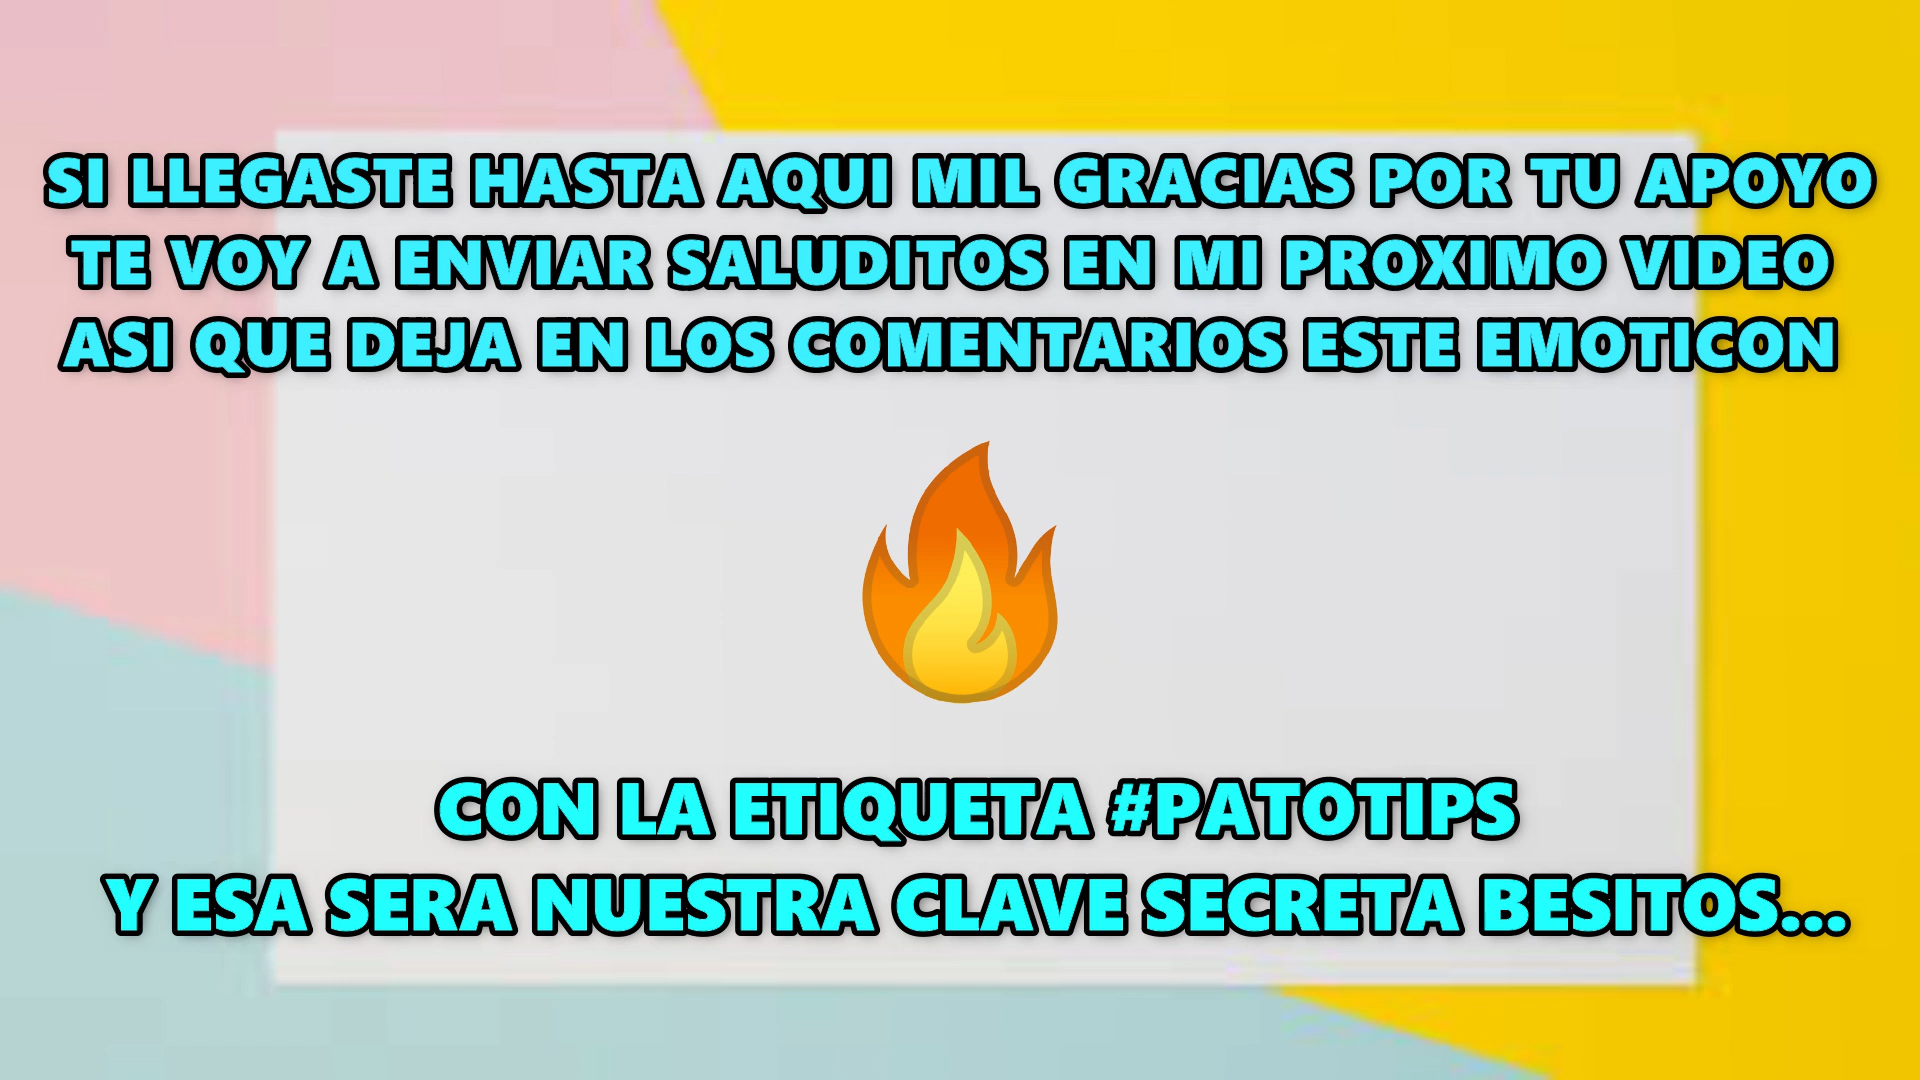 SI LLEGASTE HASTA AQUI MIL GRACIAS POR TU APOYO
TE VOY A ENVIAR SALUDITOS EN MI PROXIMO VIDEO
ASI QUE DEJA EN LOS COMENTARIOS ESTE EMOTICON
CON LA ETIQUETA #PATOTIPS
Y ESA SERA NUESTRA CLAVE SECRETA BESITOS...